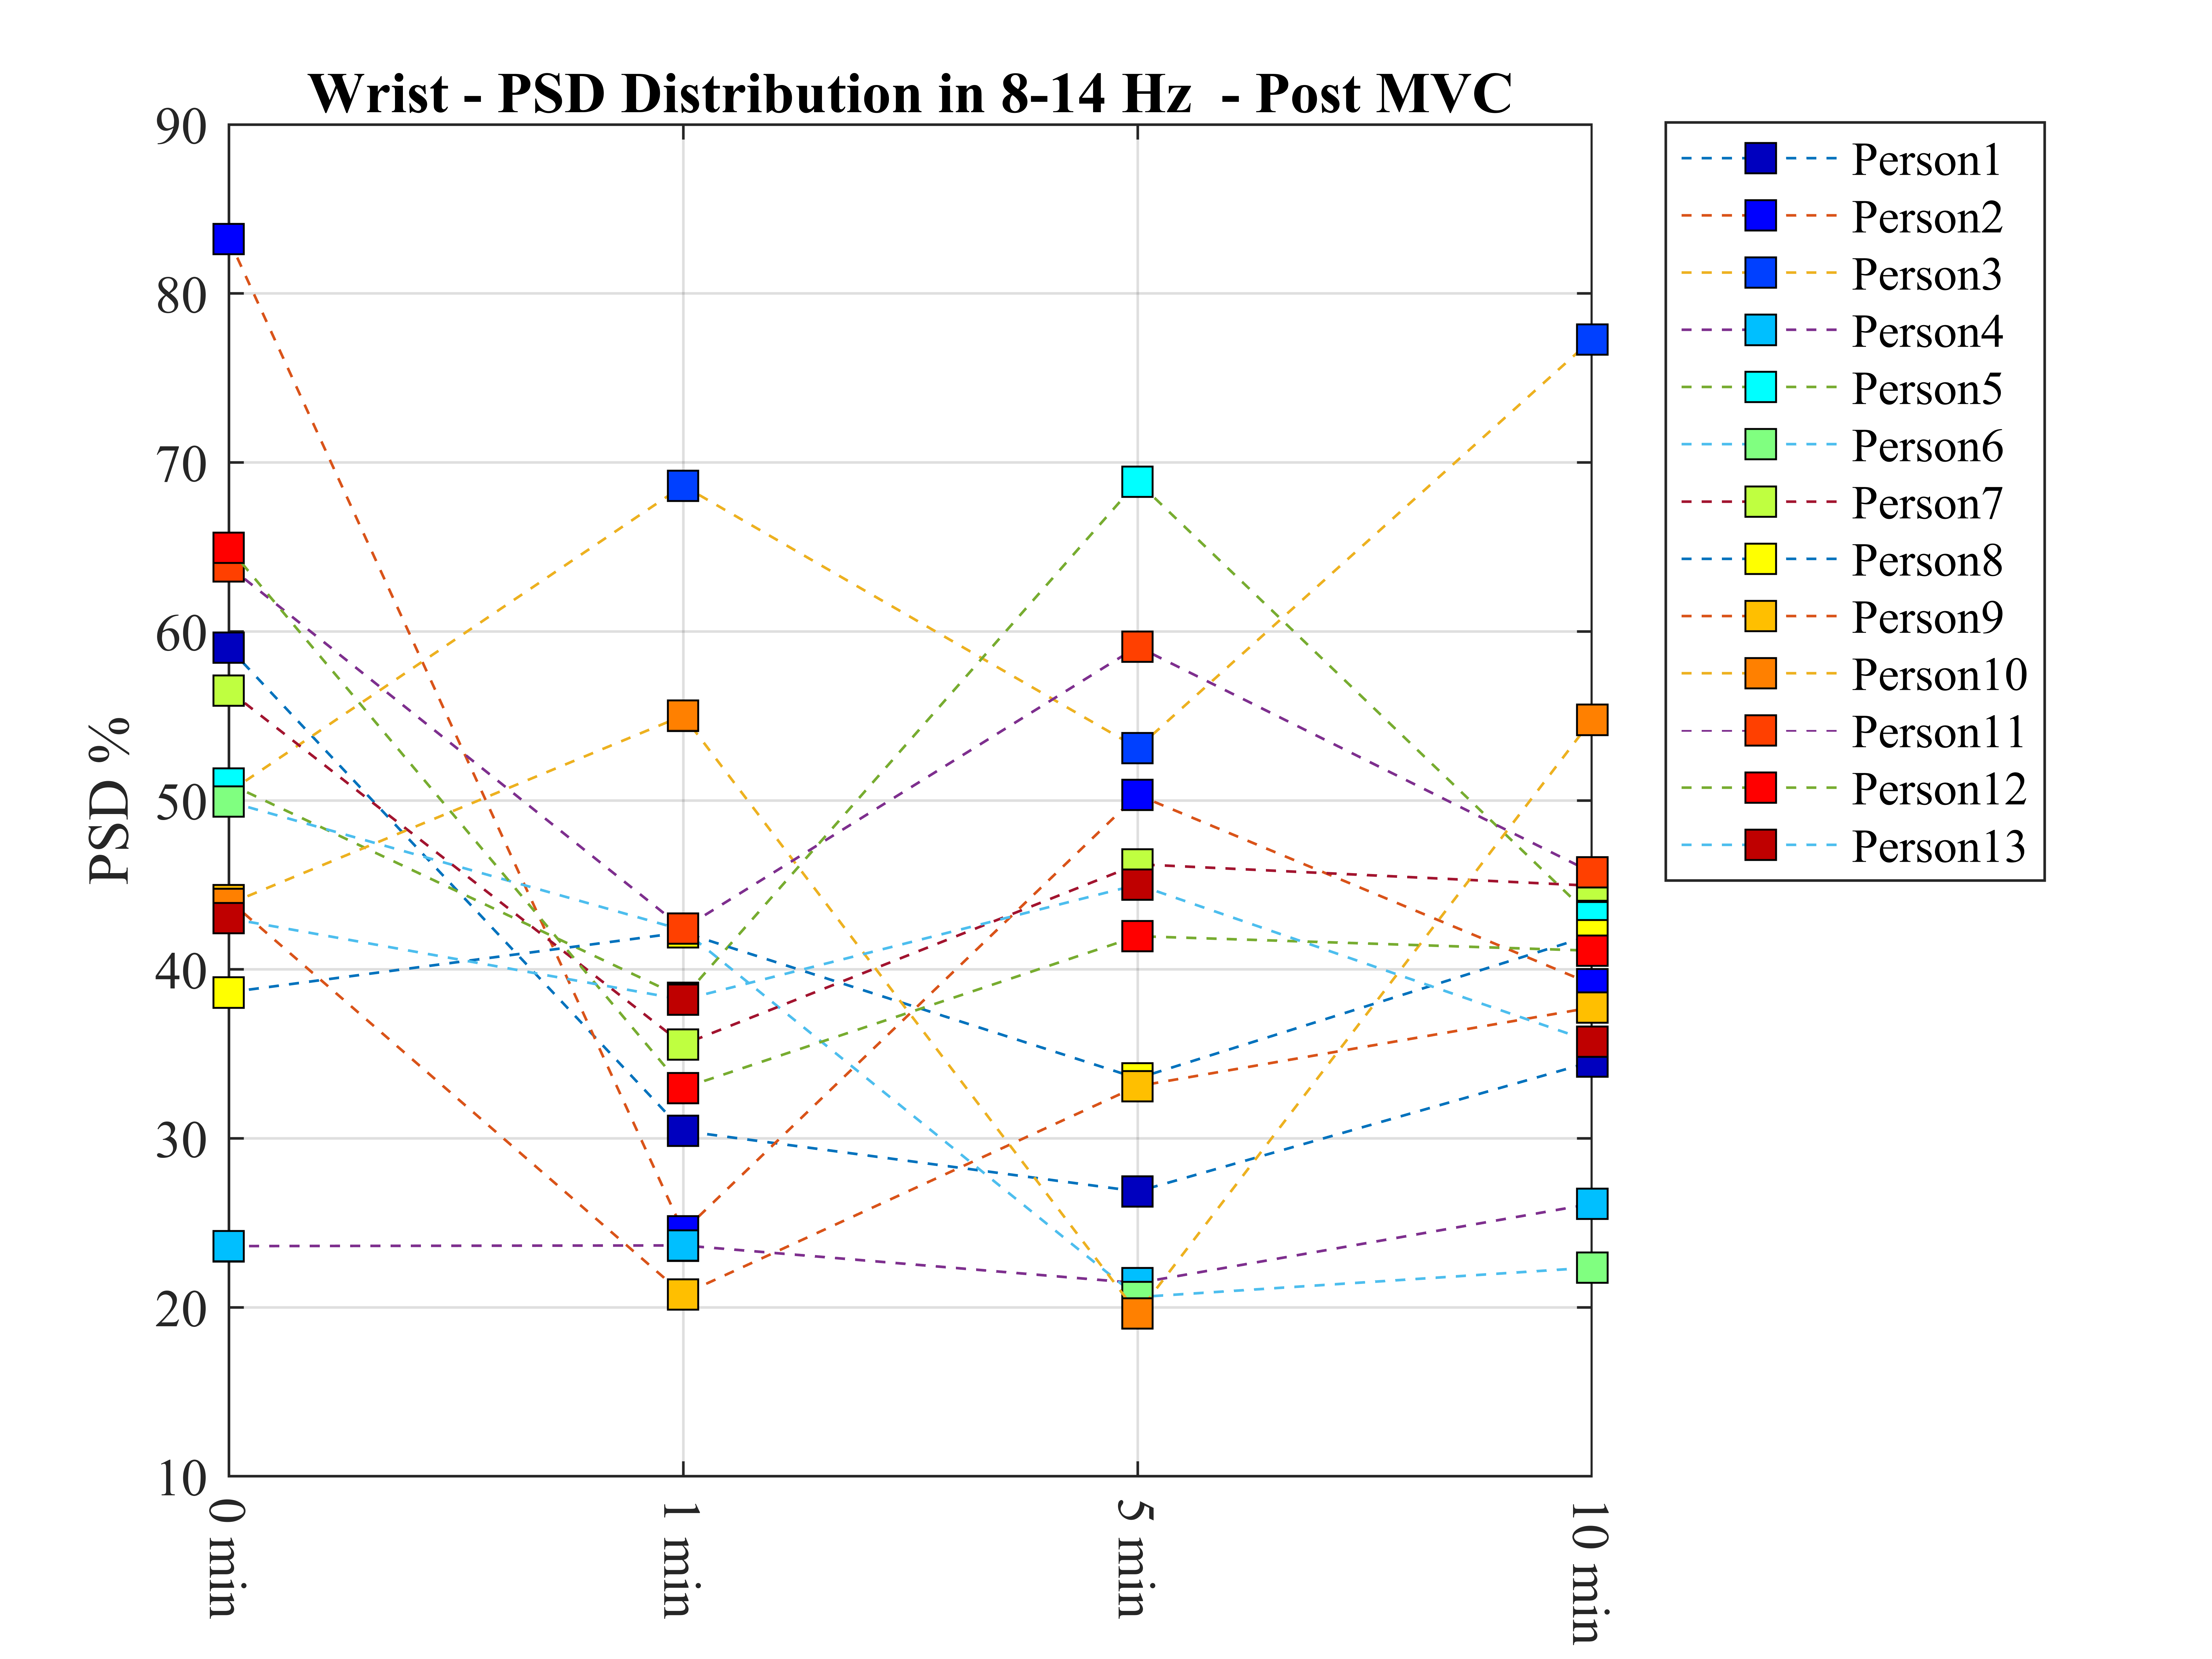 Wrist - PSD Distribution in 8-14 Hz  - Post MVC
PSD %
90
80
70
60
50
40
30
20
10
0 min
1 min
5 min
10 min
Person1
Person2
Person3
Person4
Person5
Person6
Person7
Person8
Person9
Person10
Person11
Person12
Person13